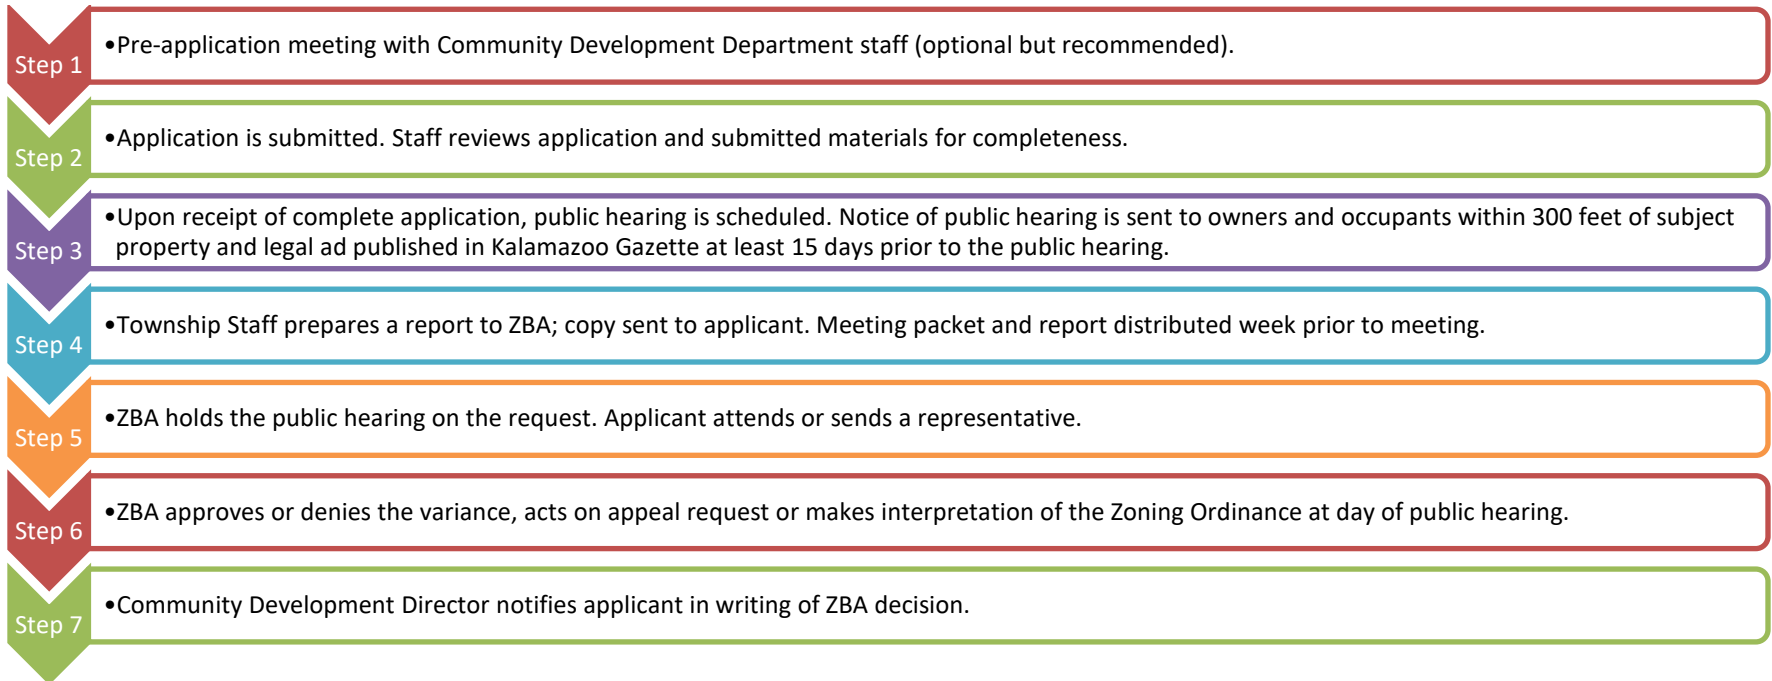 Step 1
•Pre-application meeting with Community Development Department staff (optional but recommended).
Step 2
•Application is submitted. Staff reviews application and submitted materials for completeness.
Step 3
•Upon receipt of complete application, public hearing is scheduled. Notice of public hearing is sent to owners and occupants within 300 feet of subject
property and legal ad published in Kalamazoo Gazette at least 15 days prior to the public hearing.
Step 4
•Township Staff prepares a report to ZBA; copy sent to applicant. Meeting packet and report distributed week prior to meeting.
Step 5
•ZBA holds the public hearing on the request. Applicant attends or sends a representative.
Step 6
•ZBA approves or denies the variance, acts on appeal request or makes interpretation of the Zoning Ordinance at day of public hearing.
Step 7
•Community Development Director notifies applicant in writing of ZBA decision.